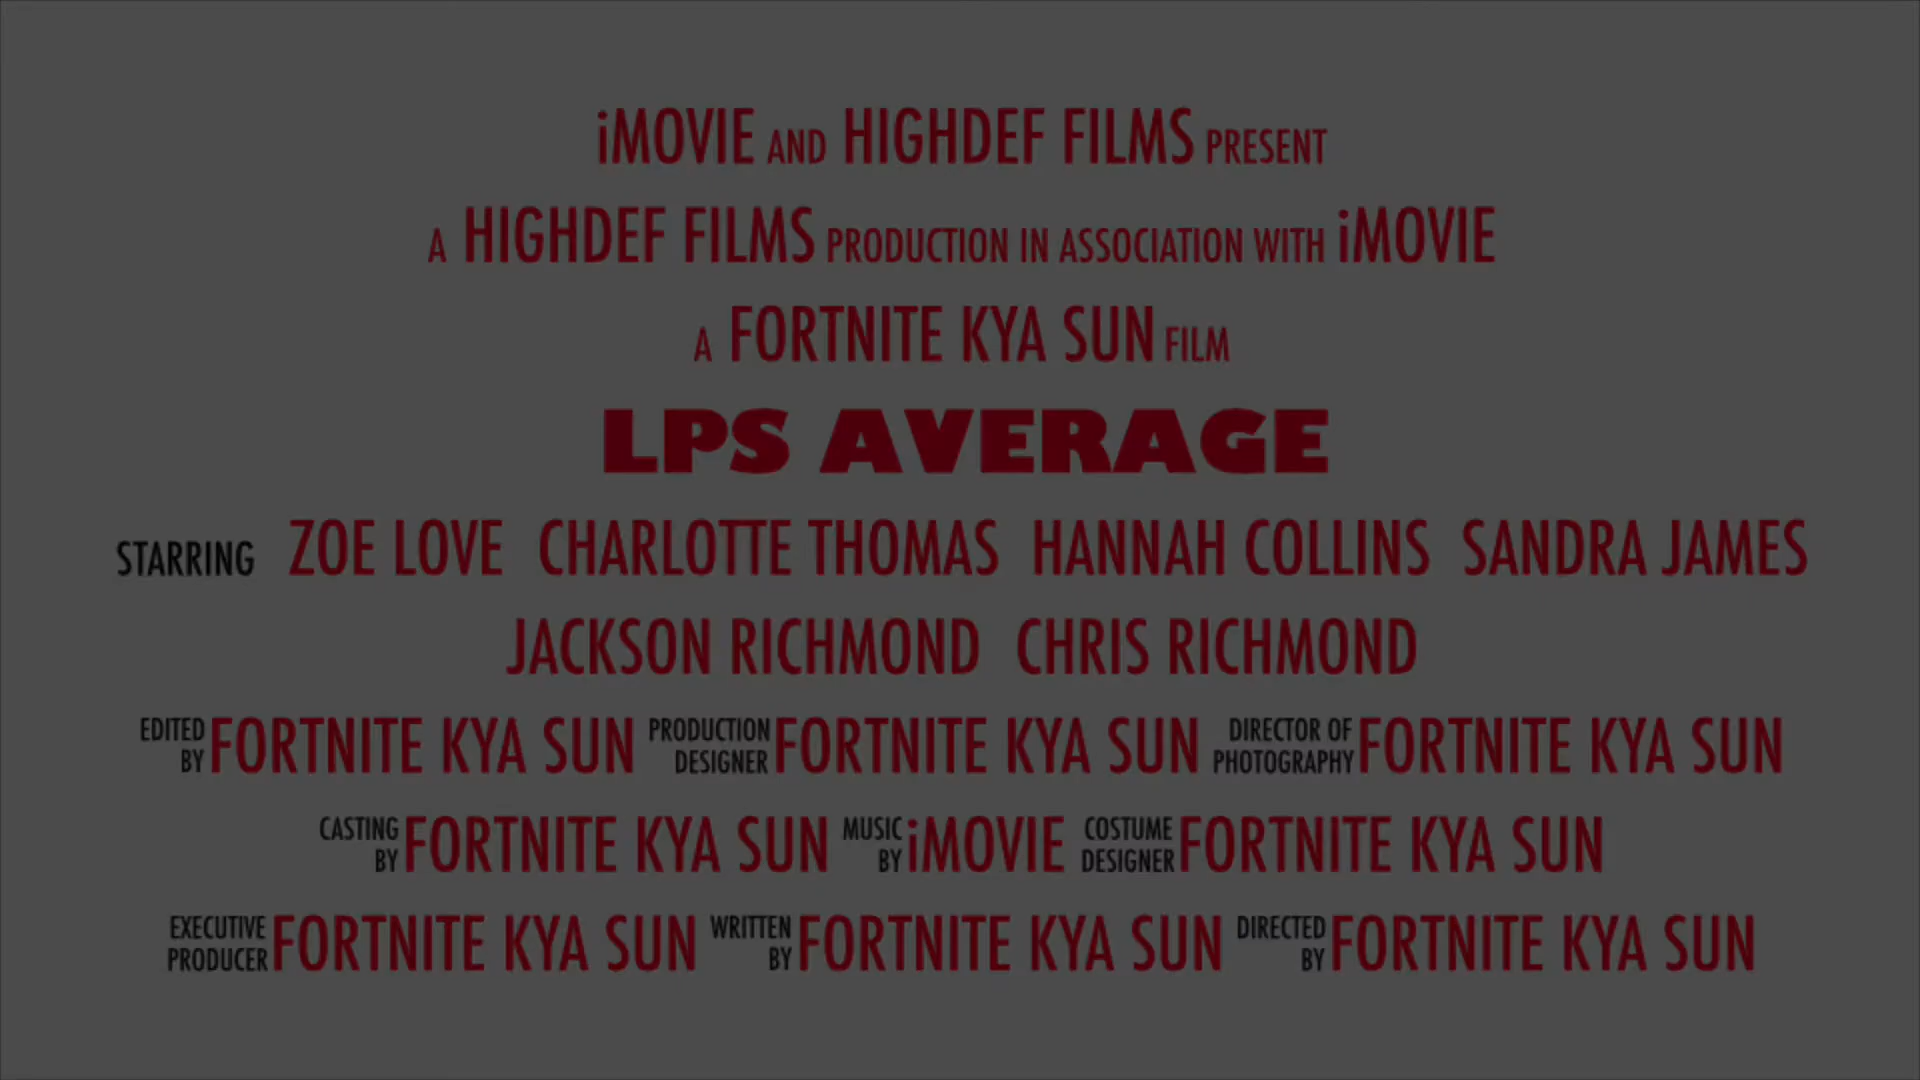 iMOVIE AND HIGHDEF FILMS PRESENT
A HIGHDEF FILMS PRODUCTION IN ASSOCIATION WITH iMOVIE
A FORTNITE KYA SUN FILM
LPS AVERAGE
STARRING ZOE LOVE CHARLOTTE THOMAS HANNAH COLLINS SANDRA JAMES
JACKSON RICHMOND CHRIS RICHMOND
EDITED BY FORTNITE KYA SUN PRODUCTION DESIGNER FORTNITE KYA SUN DIRECTOR OF PHOTOGRAPHY FORTNITE KYA SUN
CASTING BY FORTNITE KYA SUN MUSIC BY iMOVIE COSTUME DESIGNER FORTNITE KYA SUN
EXECUTIVE PRODUCER FORTNITE KYA SUN WRITTEN BY FORTNITE KYA SUN DIRECTED BY FORTNITE KYA SUN